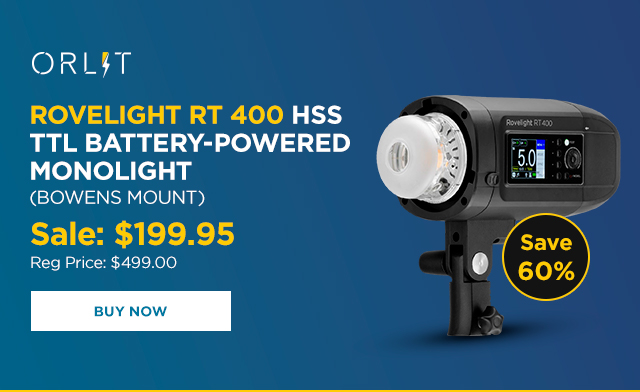 ORLIT
ROVELIGHT RT 400 HSS
TTL BATTERY-POWERED
MONOLIGHT
(BOWENS MOUNT)
Sale: $199.95
Reg Price: $499.00
BUY NOW
Rovelight RT400
5.0
Save
60%